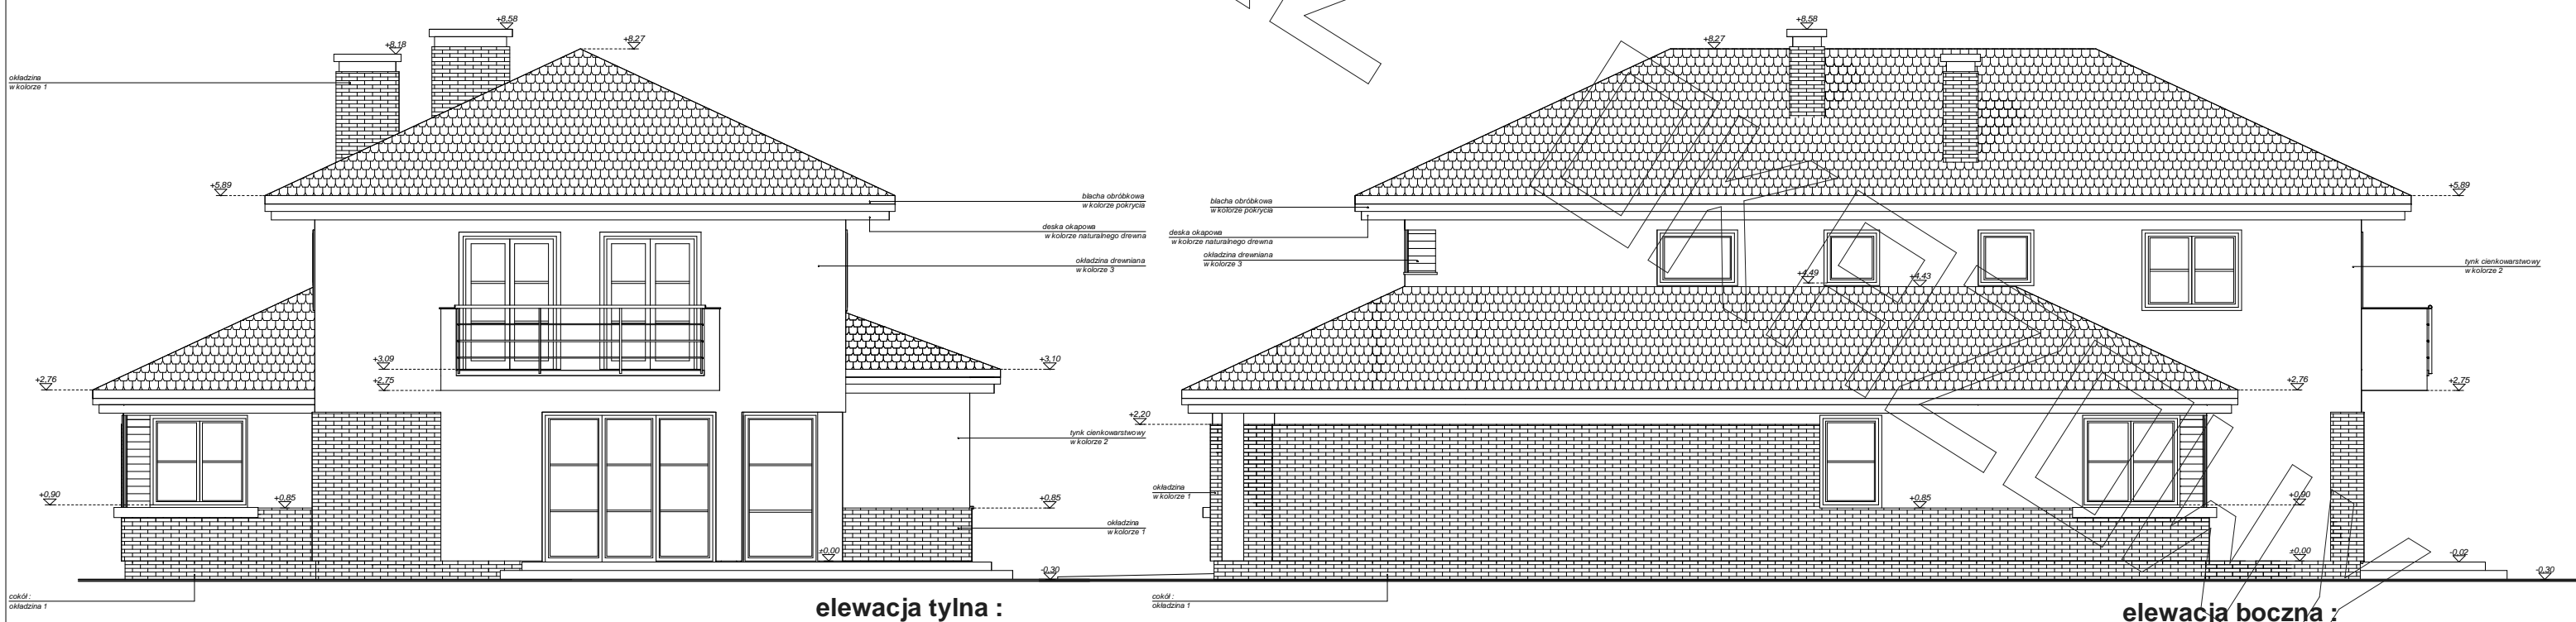 +8.58
+8.18
+8.27
okładzina
w kolorze 1
+5.89
blacha obróbkowa
w kolorze pokrycia
deska okapowa
w kolorze naturalnego drewna
okładzina drewniana
w kolorze 3
+3.09
+3.10
+2.76
+2.75
tynk cienkowarstwowy
w kolorze 2
+0.90
+0.85
+0.85
okładzina
w kolorze 1
±0.00
-0.30
cokół :
okładzina 1
elewacja tylna :
+8.58
+8.27
+5.89
blacha obróbkowa
w kolorze pokrycia
deska okapowa
w kolorze naturalnego drewna
okładzina drewniana
w kolorze 3
tynk cienkowarstwowy
w kolorze 2
+4.49
+4.43
+2.76
+2.75
+2.20
okładzina
w kolorze 1
+0.85
+0.90
±0.00
-0.02
-0.30
cokół :
okładzina 1
elewacja boczna :